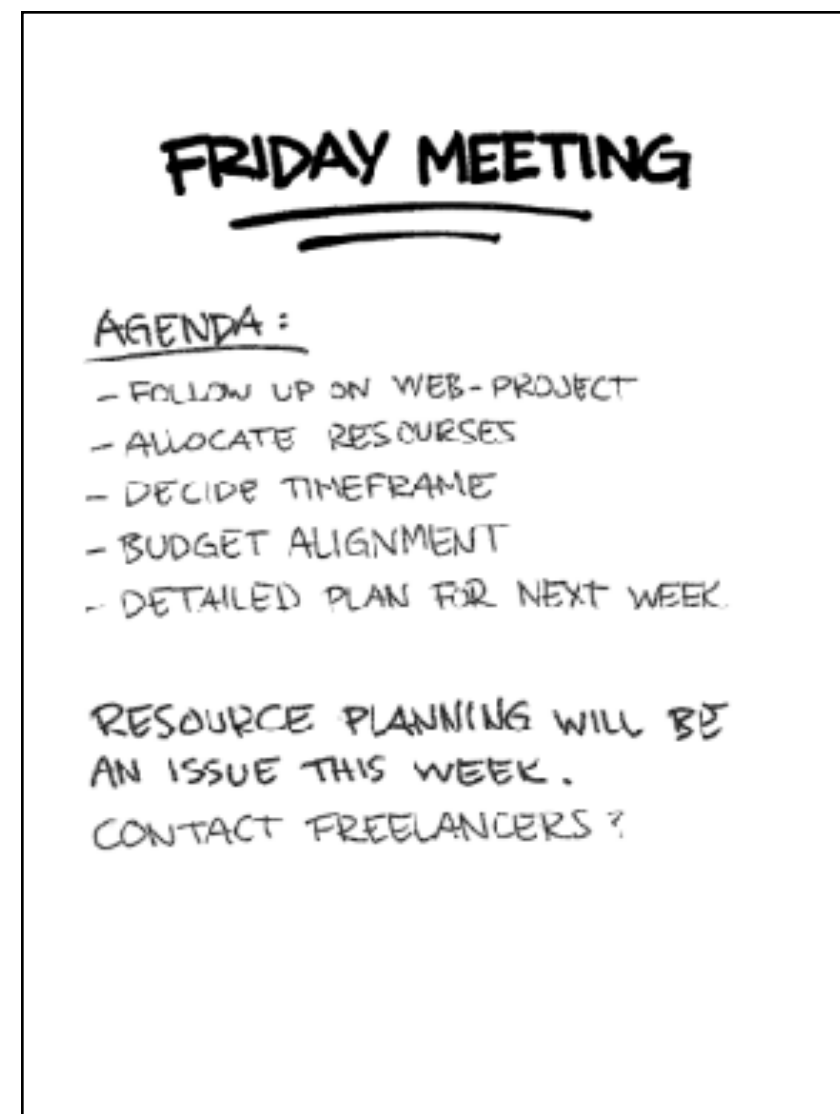 FRIDAY MEETING
AGENDA:
- FOLLOW UP ON WEB-PROJECT
- ALLOCATE RESOURSES
- DECIDE TIMEFRAME
- BUDGET ALIGNMENT
- DETAILED PLAN FOR NEXT WEEK
RESOURCE PLANNING WILL BE
AN ISSUE THIS WEEK.
CONTACT FREELANCERS?